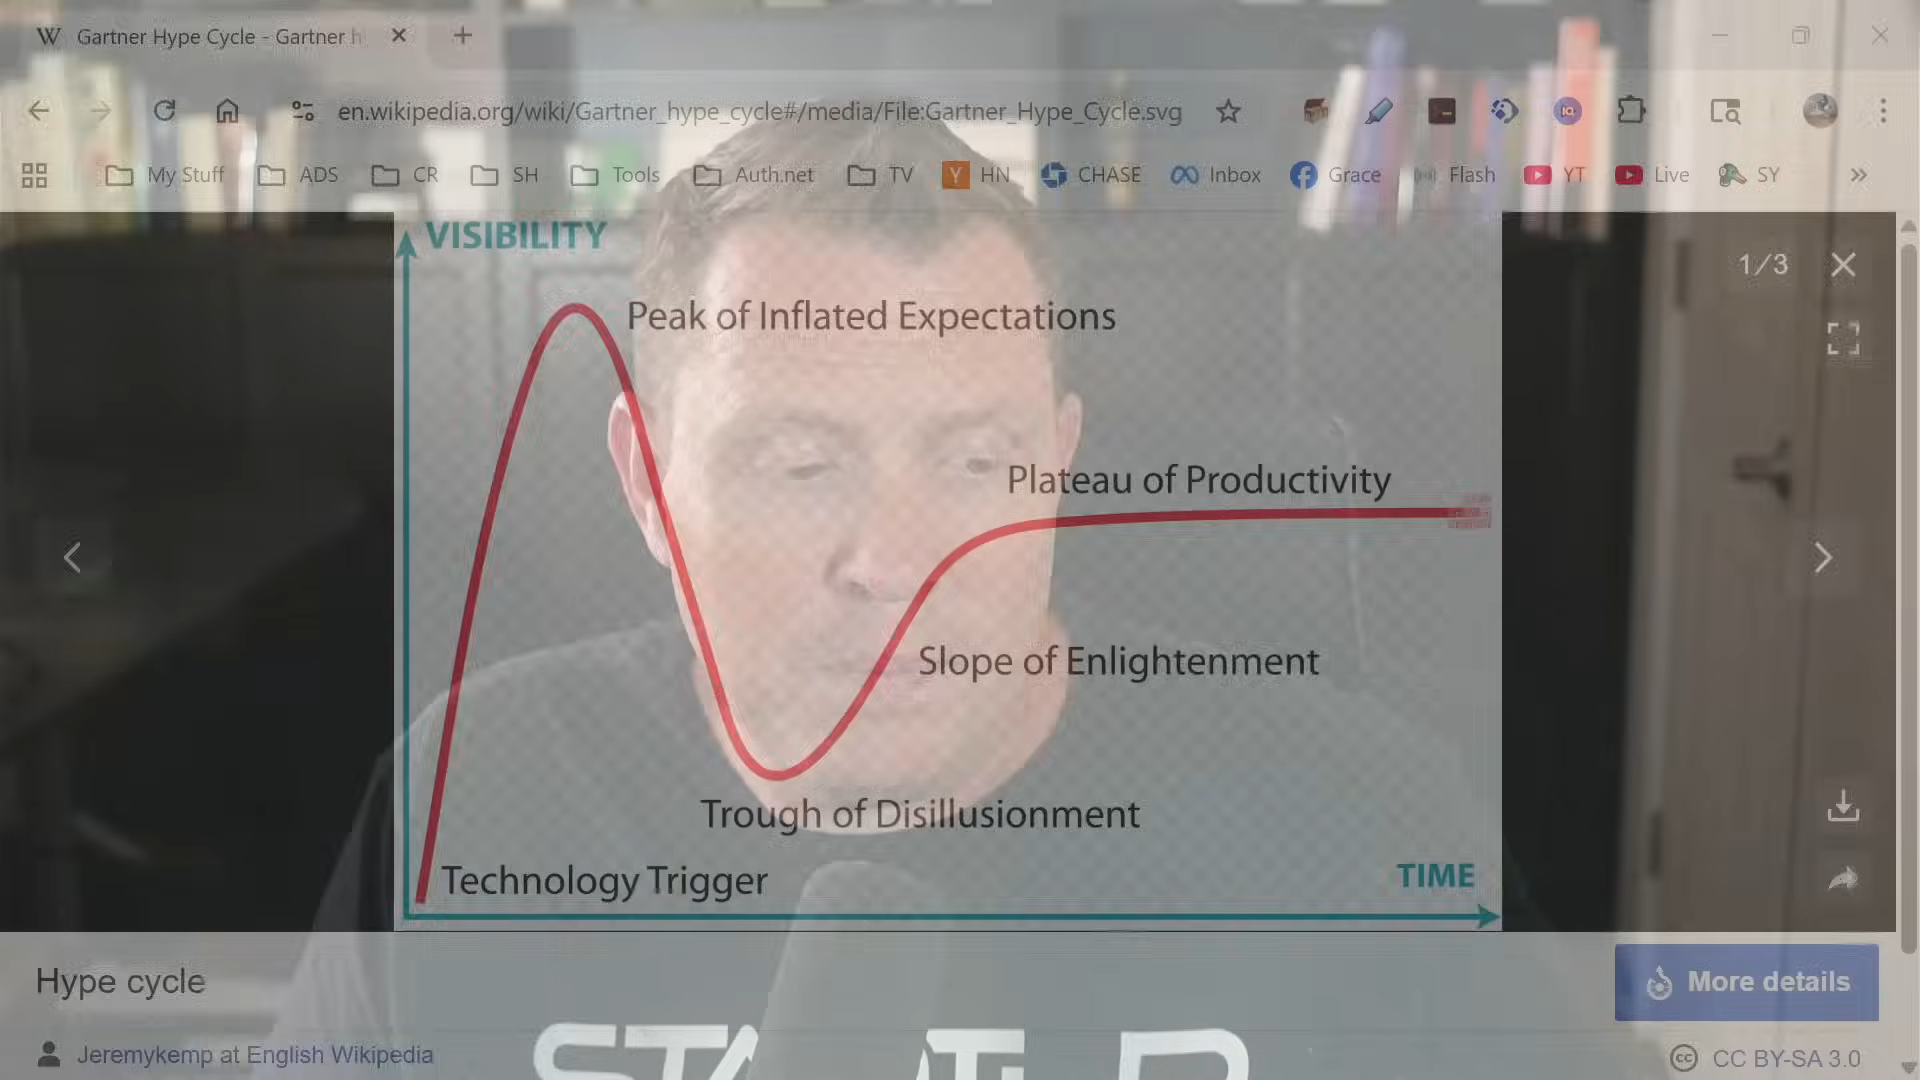 Gartner Hype Cycle - Gartner h
en.wikipedia.org/wiki/Gartner_hype_cycle#/media/File:Gartner_Hype_Cycle.svg
My Stuff ADS CR SH Tools Auth.net TV Y HN CHASE Inbox Grace Flash YT Live SY
VISIBILITY
1/3
Peak of Inflated Expectations
Plateau of Productivity
Slope of Enlightenment
Trough of Disillusionment
Technology Trigger
TIME
Hype cycle
More details
Jeremykemp at English Wikipedia
CC BY-SA 3.0